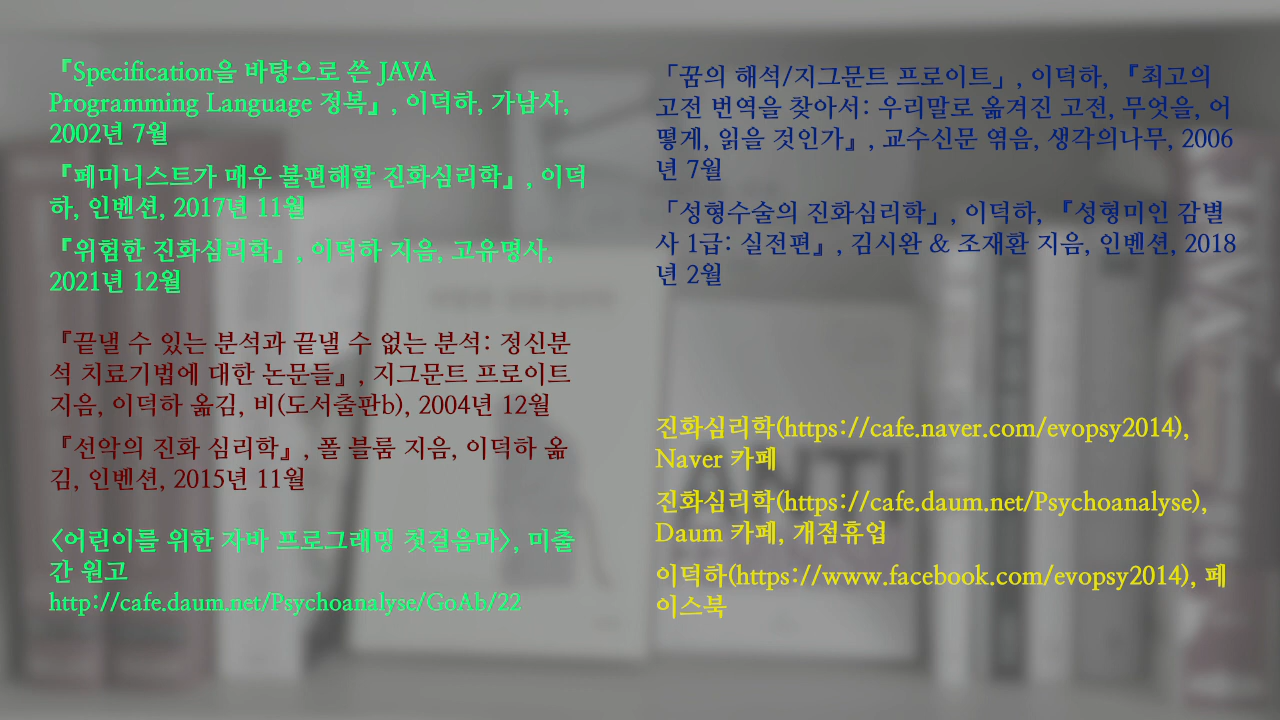 『Specification을 바탕으로 쓴 JAVA
Programming Language 정복』, 이덕하, 가남사,
2002년 7월
『페미니스트가 매우 불편해할 진화심리학』, 이덕
하, 인벤션, 2017년 11월
『위험한 진화심리학』, 이덕하 지음, 고유명사,
2021년 12월
『끝낼 수 있는 분석과 끝낼 수 없는 분석: 정신분
석 치료기법에 대한 논문들』, 지그문트 프로이트
지음, 이덕하 옮김, 비(도서출판b), 2004년 12월
『선악의 진화 심리학』, 폴 블룸 지음, 이덕하 옮
김, 인벤션, 2015년 11월
<어린이를 위한 자바 프로그래밍 첫걸음마>, 미출
간 원고
http://cafe.daum.net/Psychoanalyse/GoAb/22
「꿈의 해석/지그문트 프로이트」, 이덕하, 『최고의
고전 번역을 찾아서: 우리말로 옮겨진 고전, 무엇을, 어
떻게, 읽을 것인가』, 교수신문 엮음, 생각의나무, 2006
년 7월
「성형수술의 진화심리학」, 이덕하, 『성형미인 감별
사 1급: 실전편』, 김시완 & 조재환 지음, 인벤션, 2018
년 2월
진화심리학(https://cafe.naver.com/evopsy2014),
Naver 카페
진화심리학(https://cafe.daum.net/Psychoanalyse),
Daum 카페, 개점휴업
이덕하(https://www.facebook.com/evopsy2014), 페
이스북